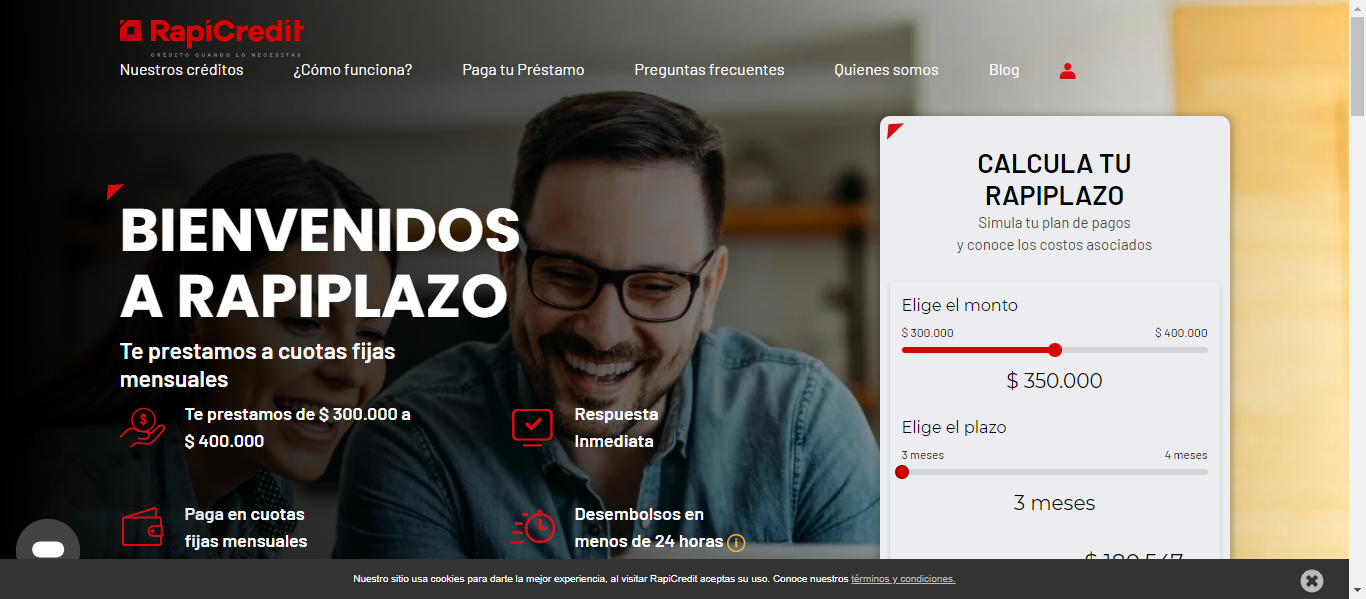 RapiCredit
CRÉDITO CUANDO LO NECESITAS
Nuestros créditos
¿Cómo funciona?
Paga tu Préstamo
Preguntas frecuentes
Quienes somos
Blog
BIENVENIDOS
A RAPIPLAZO
Te prestamos a cuotas fijas
mensuales
Te prestamos de $ 300.000 a
$ 400.000
Respuesta
Inmediata
Paga en cuotas
fijas mensuales
Desembolsos en
menos de 24 horas
CALCULA TU
RAPIPLAZO
Simula tu plan de pagos
y conoce los costos asociados
Elige el monto
$ 300.000
$ 400.000
$ 350.000
Elige el plazo
3 meses
4 meses
3 meses
Nuestro sitio usa cookies para darte la mejor experiencia, al visitar RapiCredit aceptas su uso. Conoce nuestros términos y condiciones.